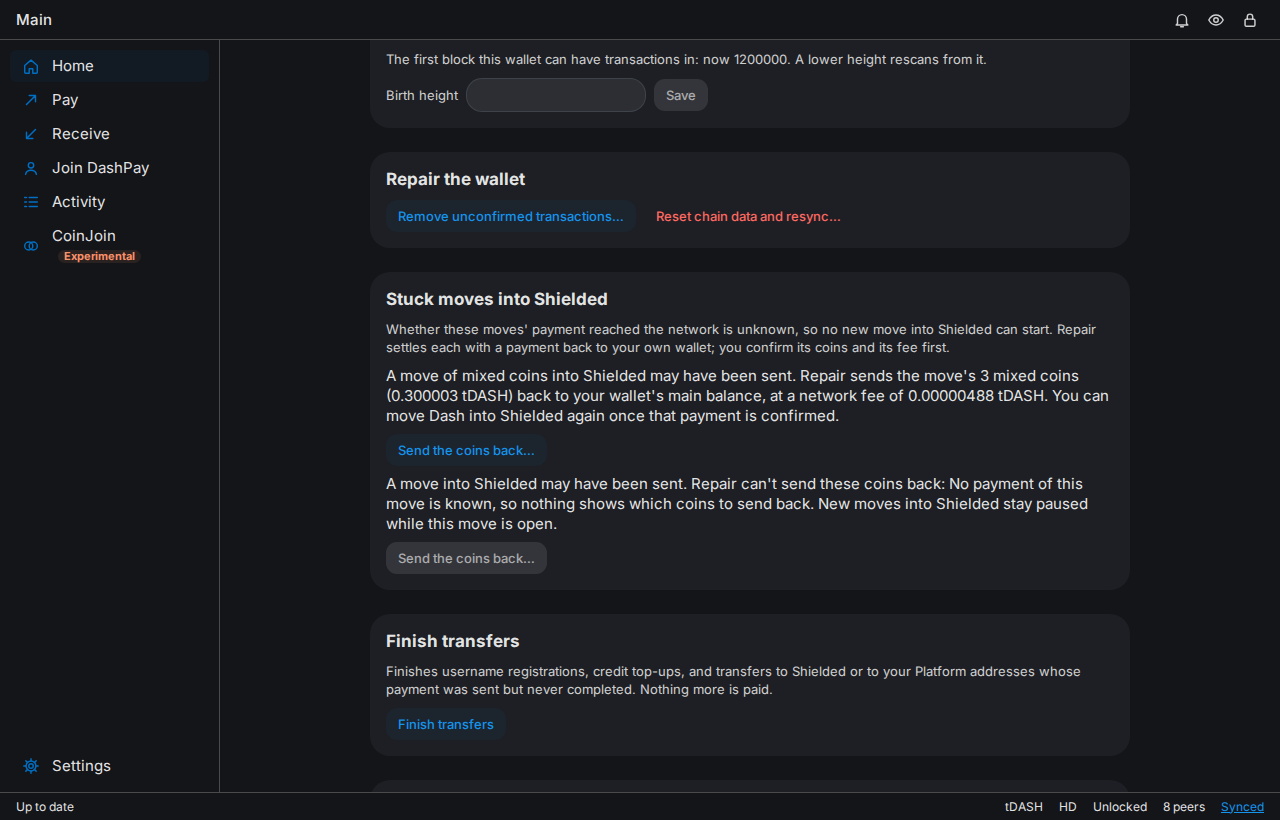 Main
Home
Pay
Receive
Join DashPay
Activity
CoinJoin
Experimental
Settings
The first block this wallet can have transactions in: now 1200000. A lower height rescans from it.
Birth height
Save
Repair the wallet
Remove unconfirmed transactions...
Reset chain data and resync...
Stuck moves into Shielded
Whether these moves' payment reached the network is unknown, so no new move into Shielded can start. Repair
settles each with a payment back to your own wallet; you confirm its coins and its fee first.
A move of mixed coins into Shielded may have been sent. Repair sends the move's 3 mixed coins
(0.300003 tDASH) back to your wallet's main balance, at a network fee of 0.00000488 tDASH. You can
move Dash into Shielded again once that payment is confirmed.
Send the coins back...
A move into Shielded may have been sent. Repair can't send these coins back: No payment of this
move is known, so nothing shows which coins to send back. New moves into Shielded stay paused
while this move is open.
Send the coins back...
Finish transfers
Finishes username registrations, credit top-ups, and transfers to Shielded or to your Platform addresses whose
payment was sent but never completed. Nothing more is paid.
Finish transfers
Up to date
tDASH
HD
Unlocked
8 peers
Synced